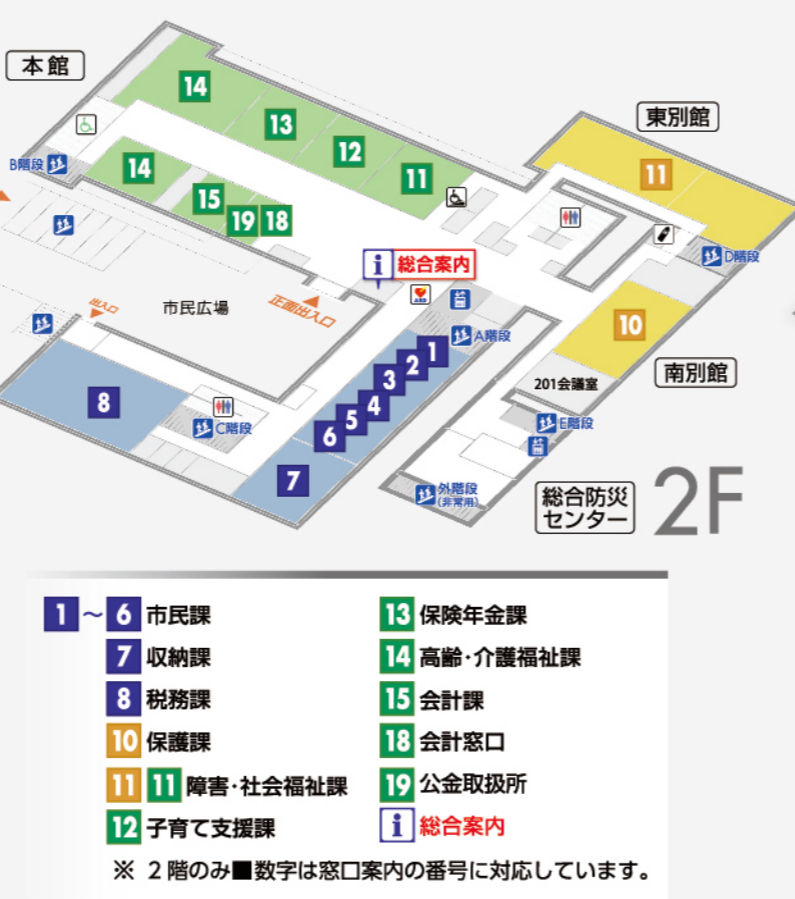 本館
14
13
12
11
東別館
11
B階段
14
15
19
18
D階段
i 総合案内
出入口
市民広場
正面出入口
AED
A階段
10
南別館
201会議室
1
2
3
4
5
6
7
8
C階段
E階段
外階段
(非常用)
総合防災
センター
2F
1 ～ 6 市民課
7 収納課
8 税務課
10 保護課
11 11 障害・社会福祉課
12 子育て支援課
13 保険年金課
14 高齢・介護福祉課
15 会計課
18 会計窓口
19 公金取扱所
i 総合案内
※ 2階のみ■数字は窓口案内の番号に対応しています。